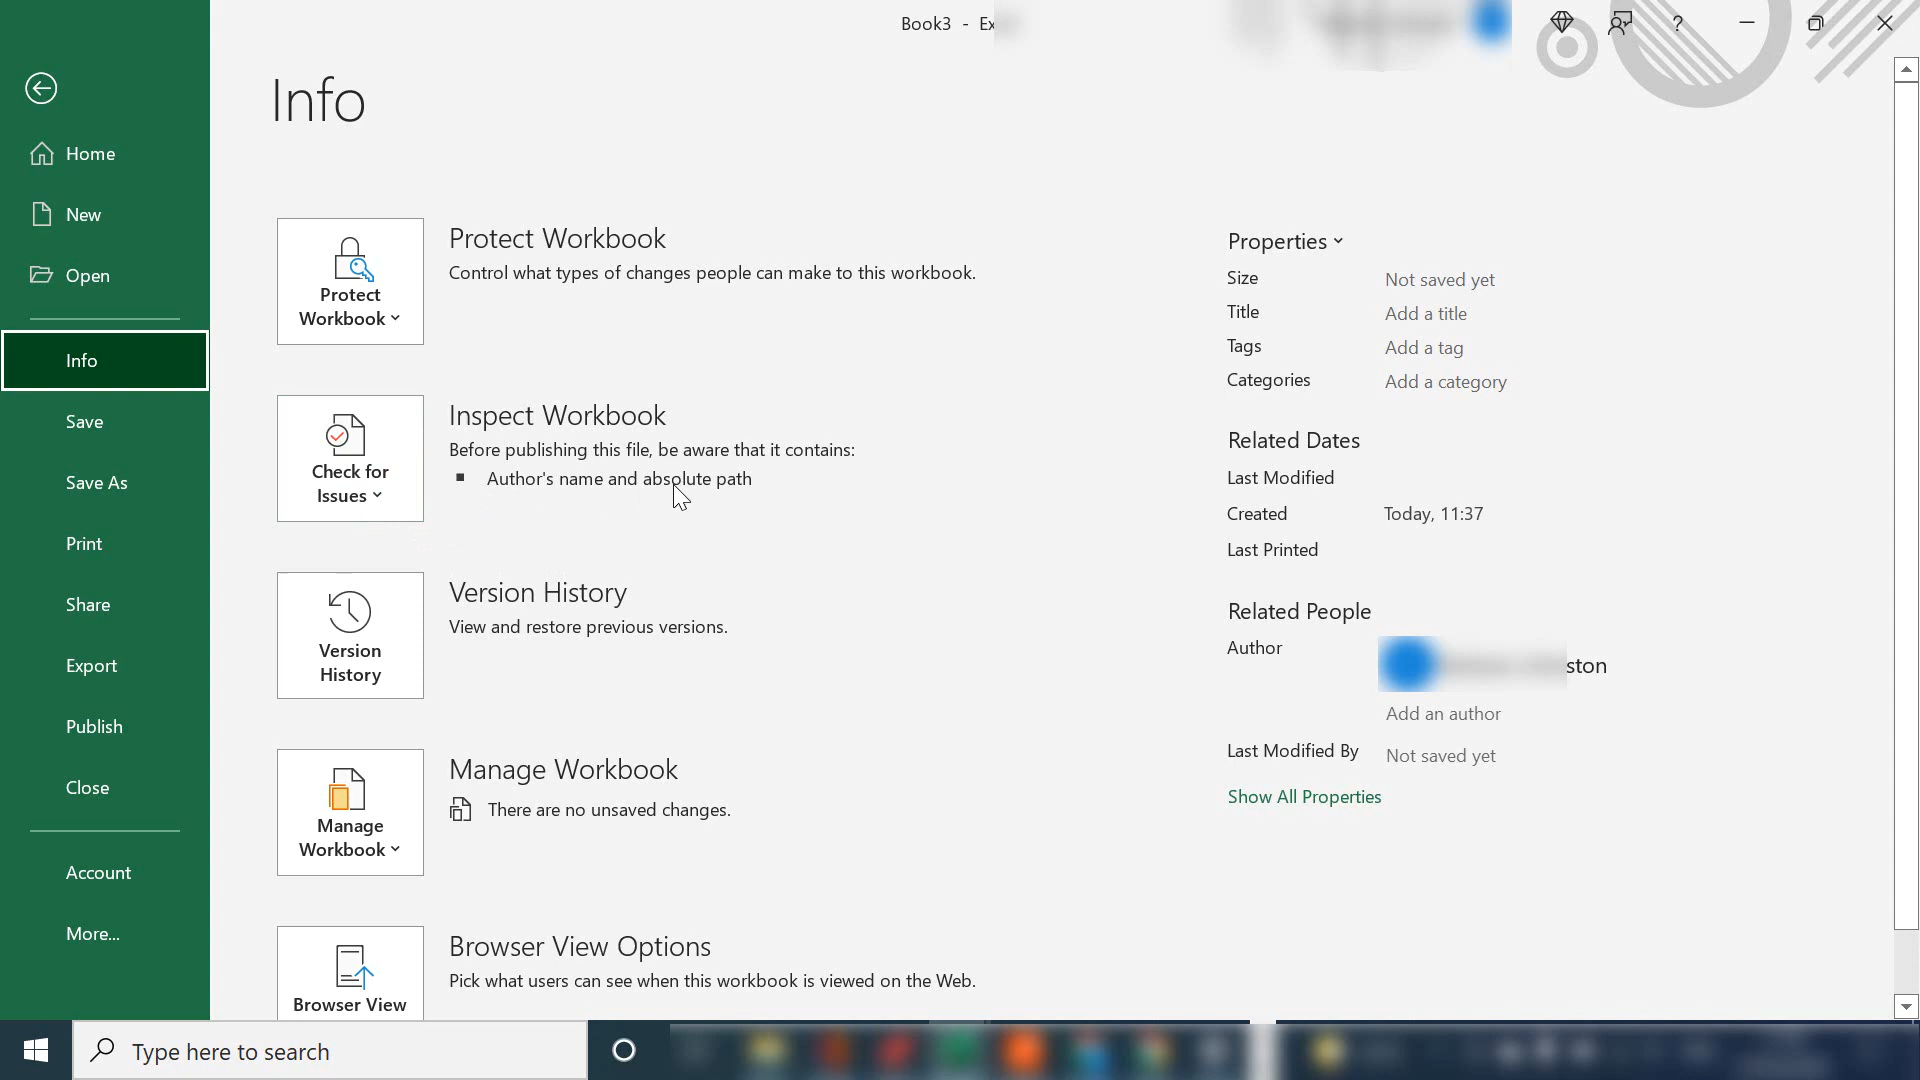 Book3 - Ex
Info
Home
New
Open
Info
Save
Save As
Print
Share
Export
Publish
Close
Account
More...
Protect Workbook
Protect Workbook
Control what types of changes people can make to this workbook.
Check for Issues
Inspect Workbook
Before publishing this file, be aware that it contains:
Author's name and absolute path
Version History
Version History
View and restore previous versions.
Manage Workbook
Manage Workbook
There are no unsaved changes.
Browser View
Browser View Options
Pick what users can see when this workbook is viewed on the Web.
Properties
Size Not saved yet
Title Add a title
Tags Add a tag
Categories Add a category
Related Dates
Last Modified
Created Today, 11:37
Last Printed
Related People
Author ston
Add an author
Last Modified By Not saved yet
Show All Properties
Type here to search